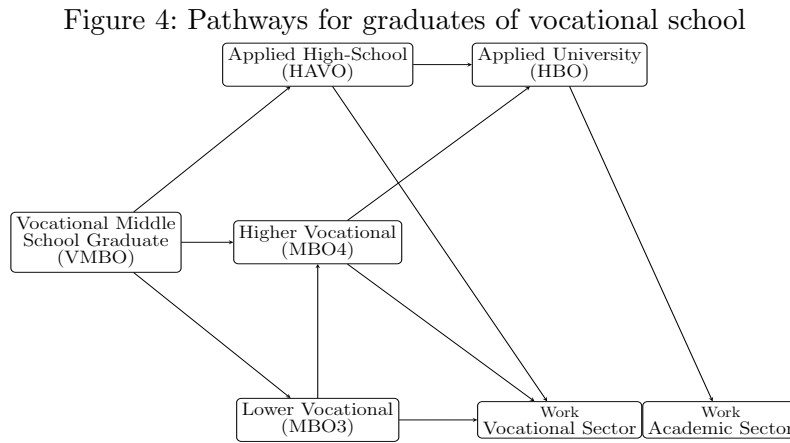 Figure 4: Pathways for graduates of vocational school
Applied High-School
(HAVO)
Applied University
(HBO)
Vocational Middle
School Graduate
(VMBO)
Higher Vocational
(MBO4)
Lower Vocational
(MBO3)
Work
Vocational Sector
Work
Academic Sector